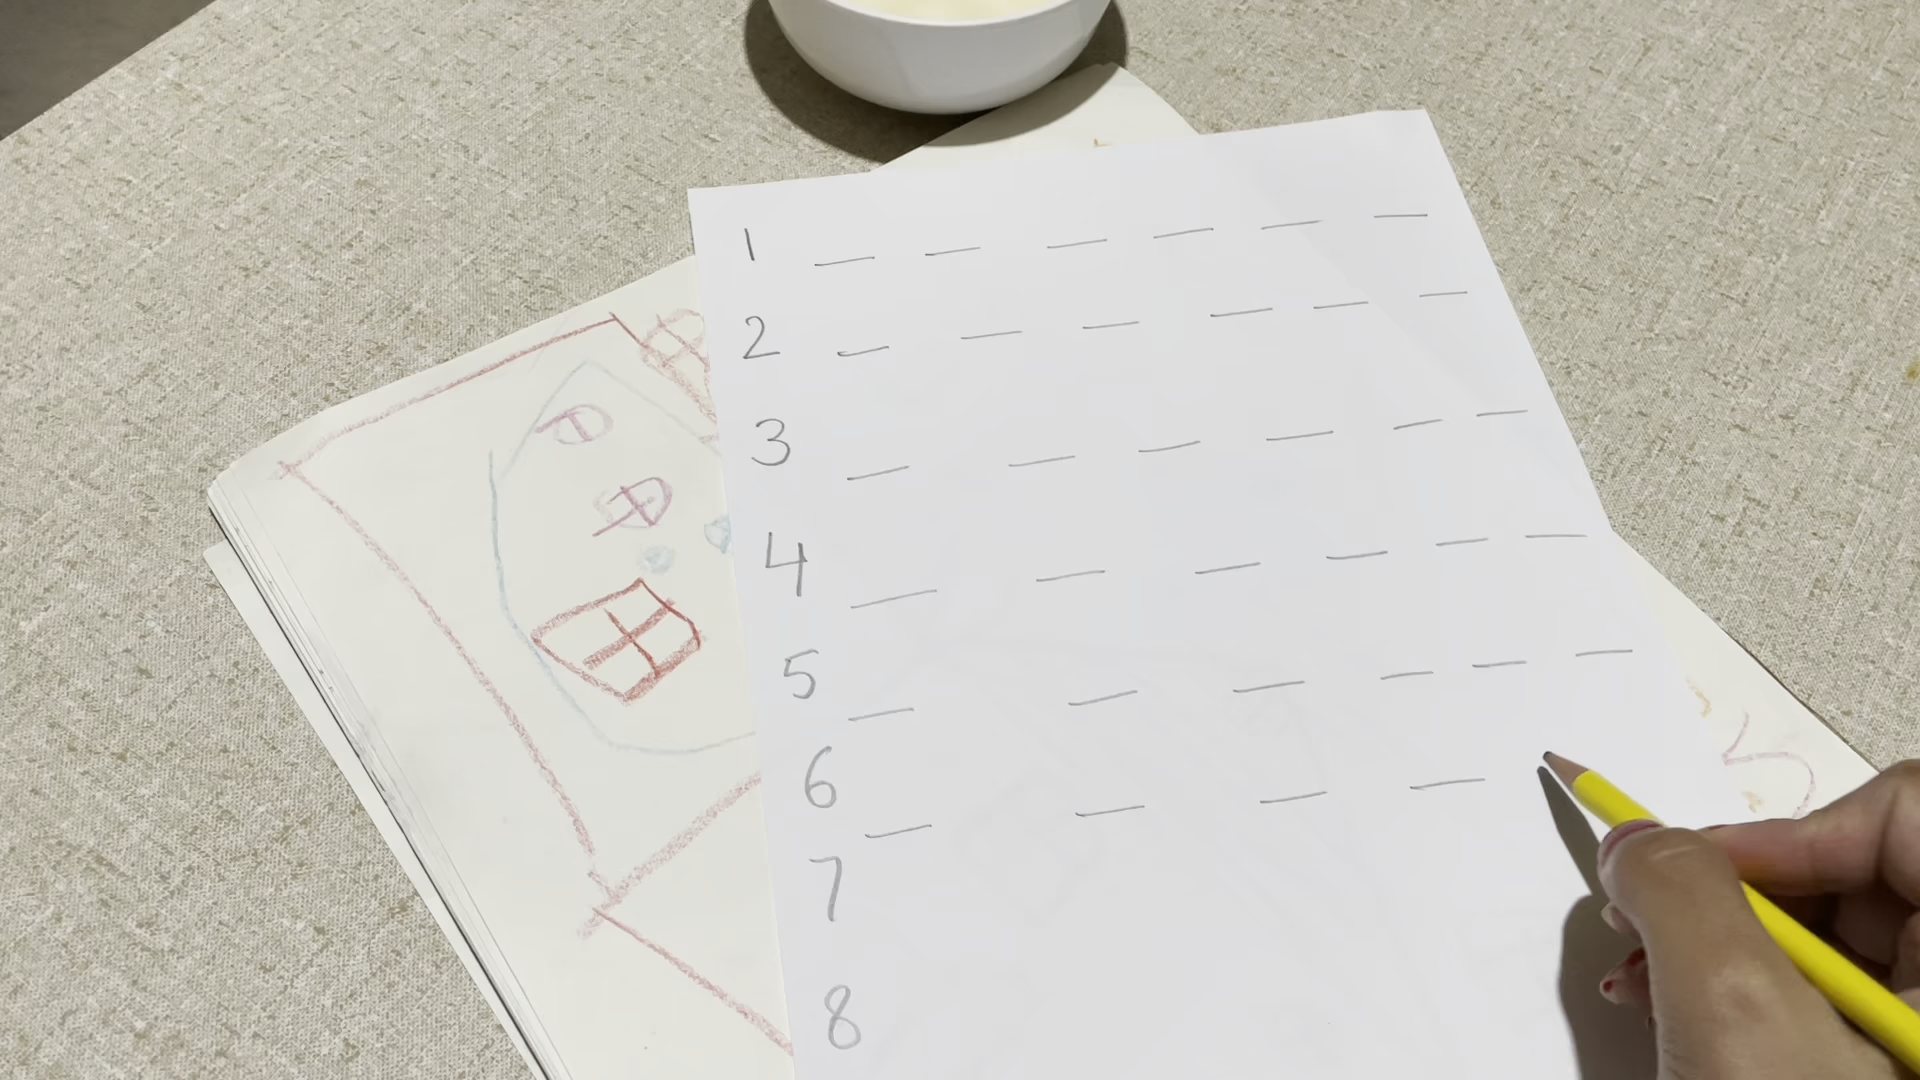 1 _ _ _ _ _ _
2 _ _ _ _ _ _
3 _ _ _ _ _ _
4 _ _ _ _ _ _
5 _ _ _ _ _ _
6 _ _ _ _
7
8